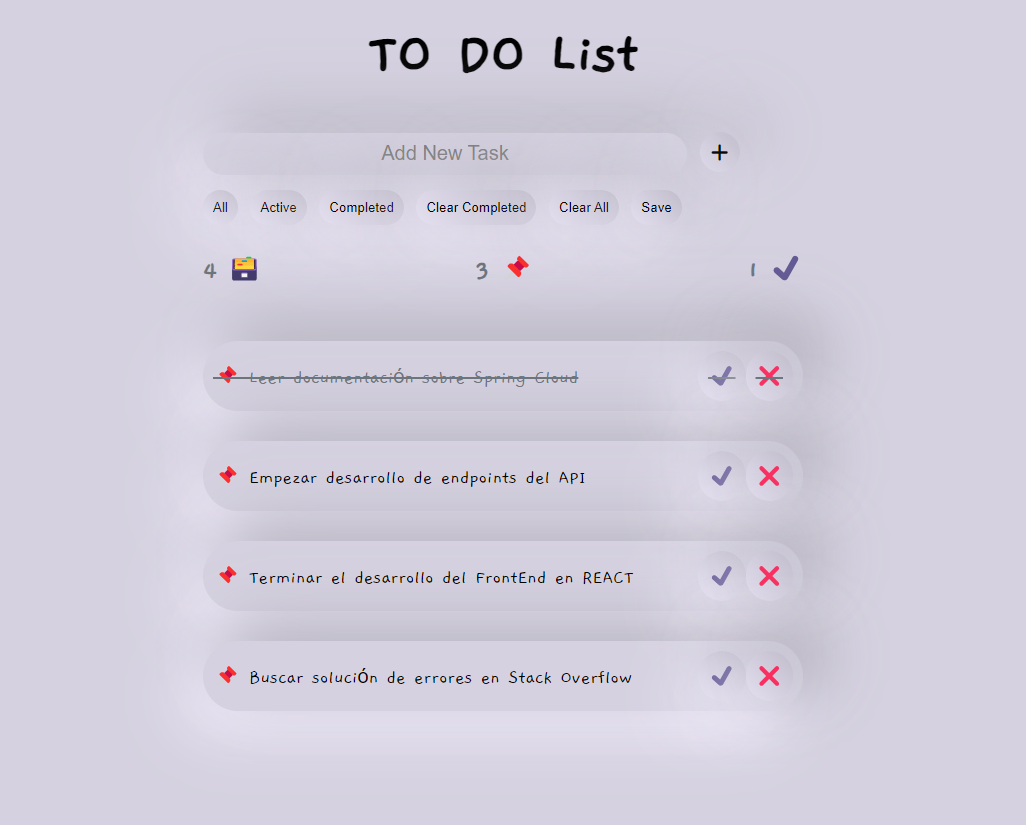 TO DO List
Add New Task
+
All Active Completed Clear Completed Clear All Save
4 3 1
Leer documentaciÓn sobre Spring Cloud
Empezar desarrollo de endpoints del API
Terminar el desarrollo del FrontEnd en REACT
Buscar soluciÓn de errores en Stack Overflow